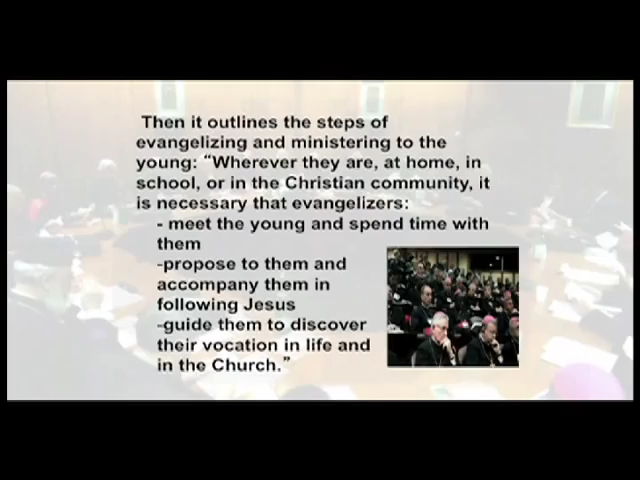 Then it outlines the steps of
evangelizing and ministering to the
young: “Wherever they are, at home, in
school, or in the Christian community, it
is necessary that evangelizers:
- meet the young and spend time with
them
-propose to them and
accompany them in
following Jesus
-guide them to discover
their vocation in life and
in the Church.”